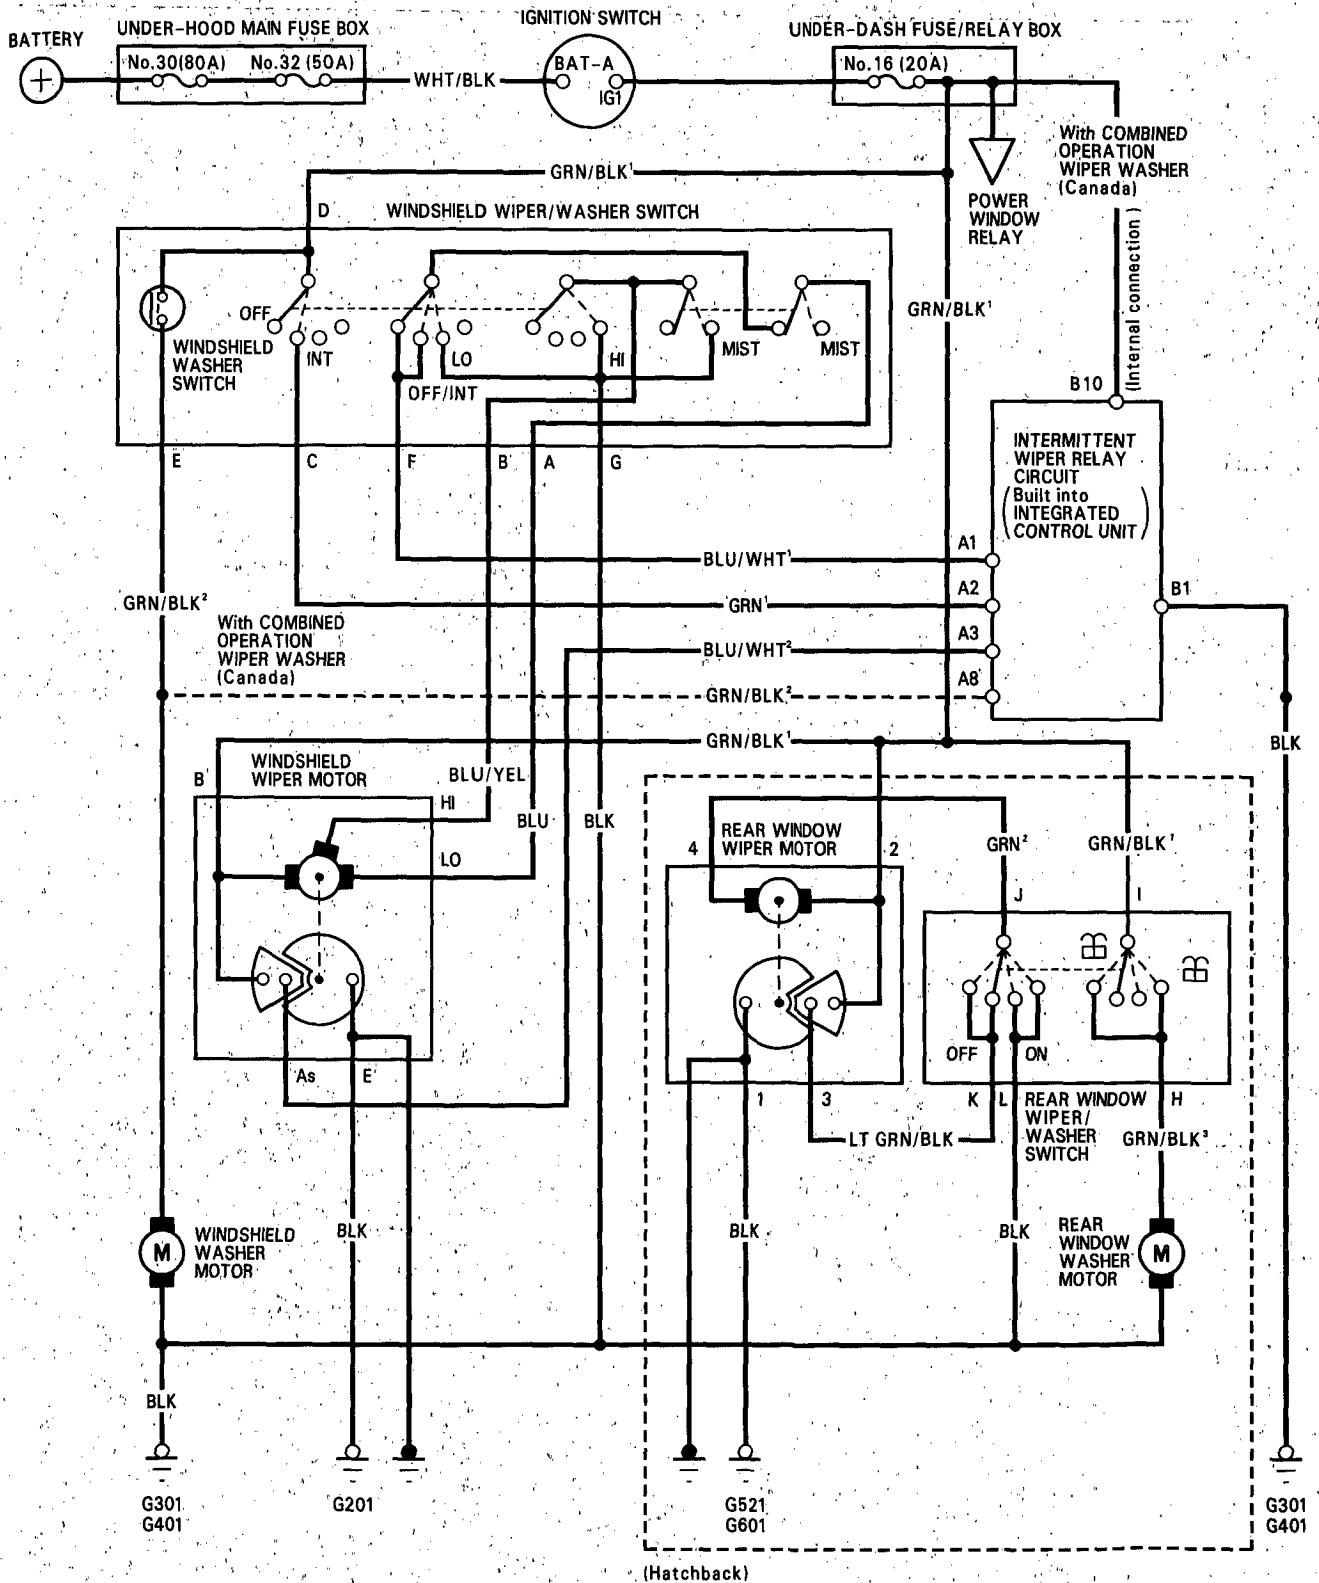 BATTERY
UNDER-HOOD MAIN FUSE BOX
No.30(80A)
No.32 (50A)
WHT/BLK
IGNITION SWITCH
BAT-A
IG1
UNDER-DASH FUSE/RELAY BOX
No.16 (20A)
With COMBINED
OPERATION
WIPER WASHER
(Canada)
POWER
WINDOW
RELAY
(Internal connection)
GRN/BLK¹
D
WINDSHIELD WIPER/WASHER SWITCH
OFF
INT
LO
OFF/INT
HI
MIST
MIST
WINDSHIELD
WASHER
SWITCH
GRN/BLK¹
B10
E
C
F
B
A
G
INTERMITTENT
WIPER RELAY
CIRCUIT
(Built into
INTEGRATED
CONTROL UNIT)
A1
BLU/WHT¹
A2
GRN¹
B1
A3
BLU/WHT²
A8
GRN/BLK²
GRN/BLK²
With COMBINED
OPERATION
WIPER WASHER
(Canada)
GRN/BLK¹
BLK
WINDSHIELD
WIPER MOTOR
B
HI
LO
BLU/YEL
BLU
BLK
As
E
REAR WINDOW
WIPER MOTOR
4
2
GRN²
GRN/BLK¹
J
I
OFF
ON
1
3
K
L
H
LT GRN/BLK
REAR WINDOW
WIPER/
WASHER
SWITCH
GRN/BLK³
M
WINDSHIELD
WASHER
MOTOR
BLK
BLK
BLK
REAR
WINDOW
WASHER
MOTOR
M
BLK
G301
G401
G201
G521
G601
G301
G401
(Hatchback)